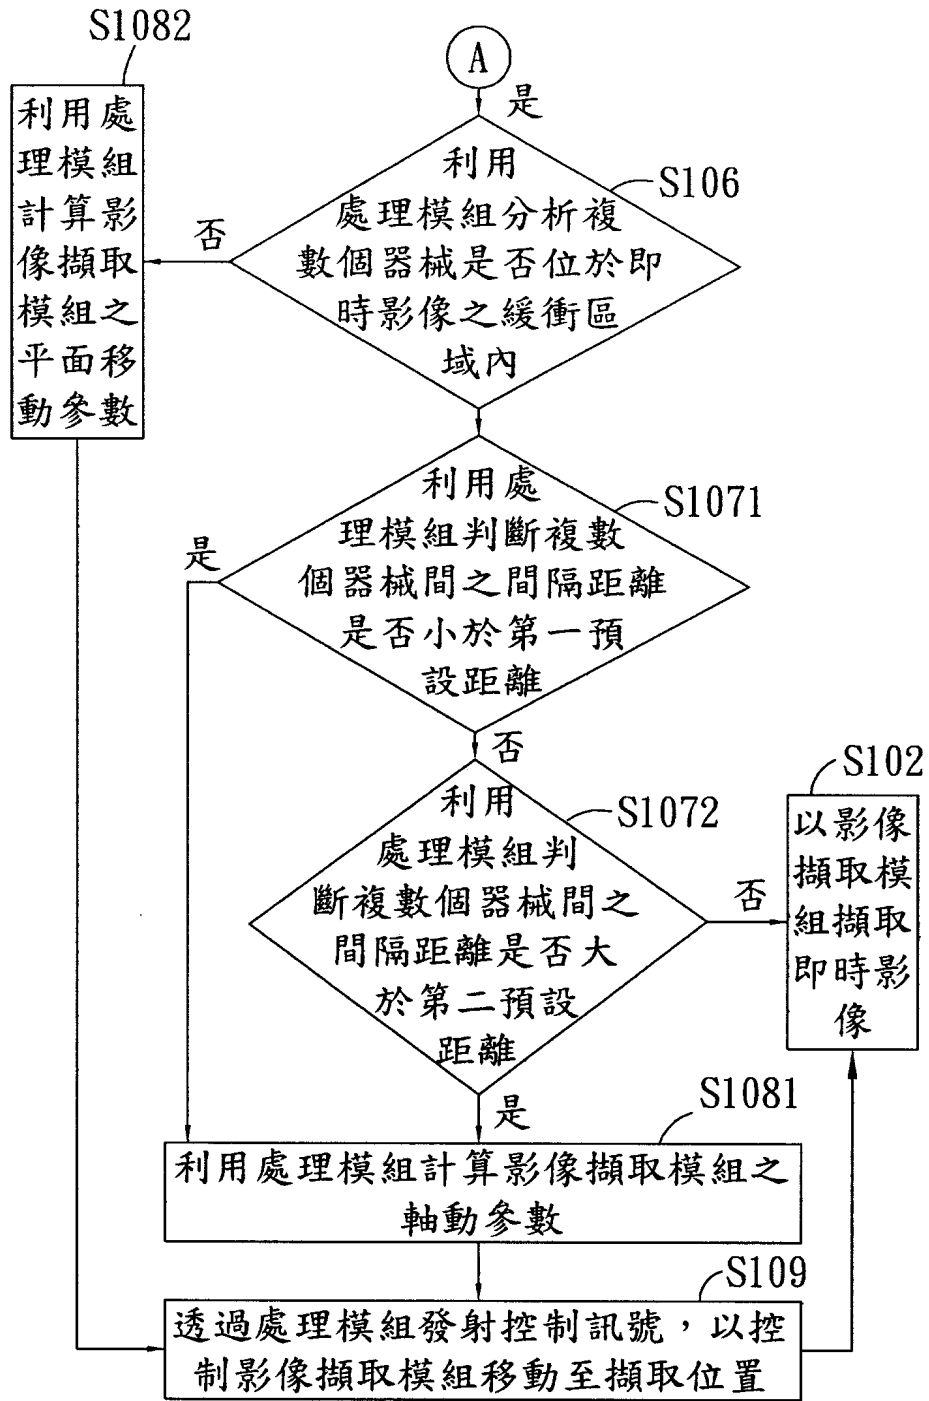 S1082
A
是
利用處
理模組
計算影
像擷取
模組之
平面移
動參數
否
利用
處理模組分析複
數個器械是否位於即
時影像之緩衝區
域內
S106
利用處
理模組判斷複數
個器械間之間隔距離
是否小於第一預
設距離
S1071
是
否
利用
處理模組判
斷複數個器械間之
間隔距離是否大
於第二預設
距離
S1072
否
S102
以影像
擷取模
組擷取
即時影
像
是
S1081
利用處理模組計算影像擷取模組之
軸動參數
S109
透過處理模組發射控制訊號，以控
制影像擷取模組移動至擷取位置